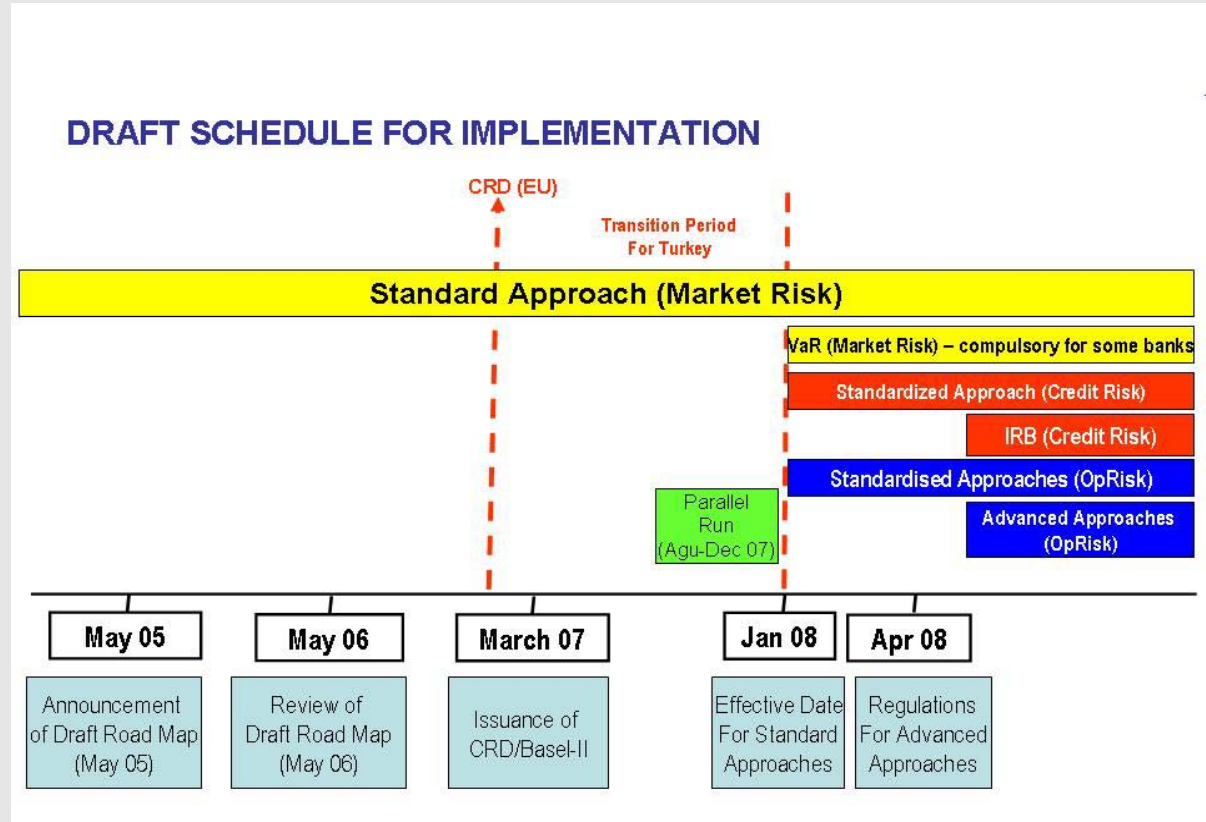 DRAFT SCHEDULE FOR IMPLEMENTATION
CRD (EU)
Transition Period
For Turkey
Standard Approach (Market Risk)
VaR (Market Risk) – compulsory for some banks
Standardized Approach (Credit Risk)
IRB (Credit Risk)
Standardised Approaches (OpRisk)
Parallel
Run
(Agu-Dec 07)
Advanced Approaches
(OpRisk)
May 05
May 06
March 07
Jan 08
Apr 08
Announcement
of Draft Road Map
(May 05)
Review of
Draft Road Map
(May 06)
Issuance of
CRD/Basel-II
Effective Date
For Standard
Approaches
Regulations
For Advanced
Approaches